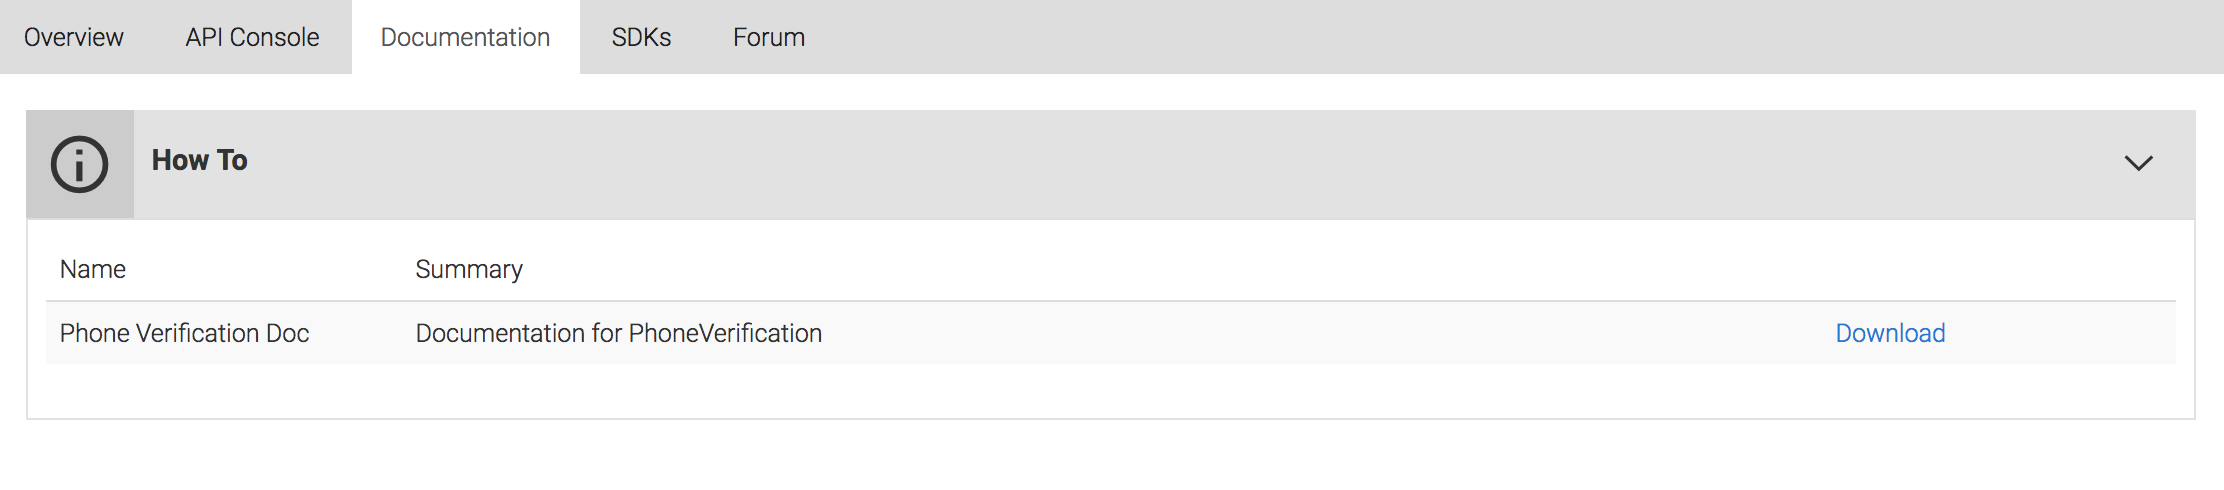 Overview API Console Documentation SDKs Forum
How To
Name Summary
Phone Verification Doc Documentation for PhoneVerification Download